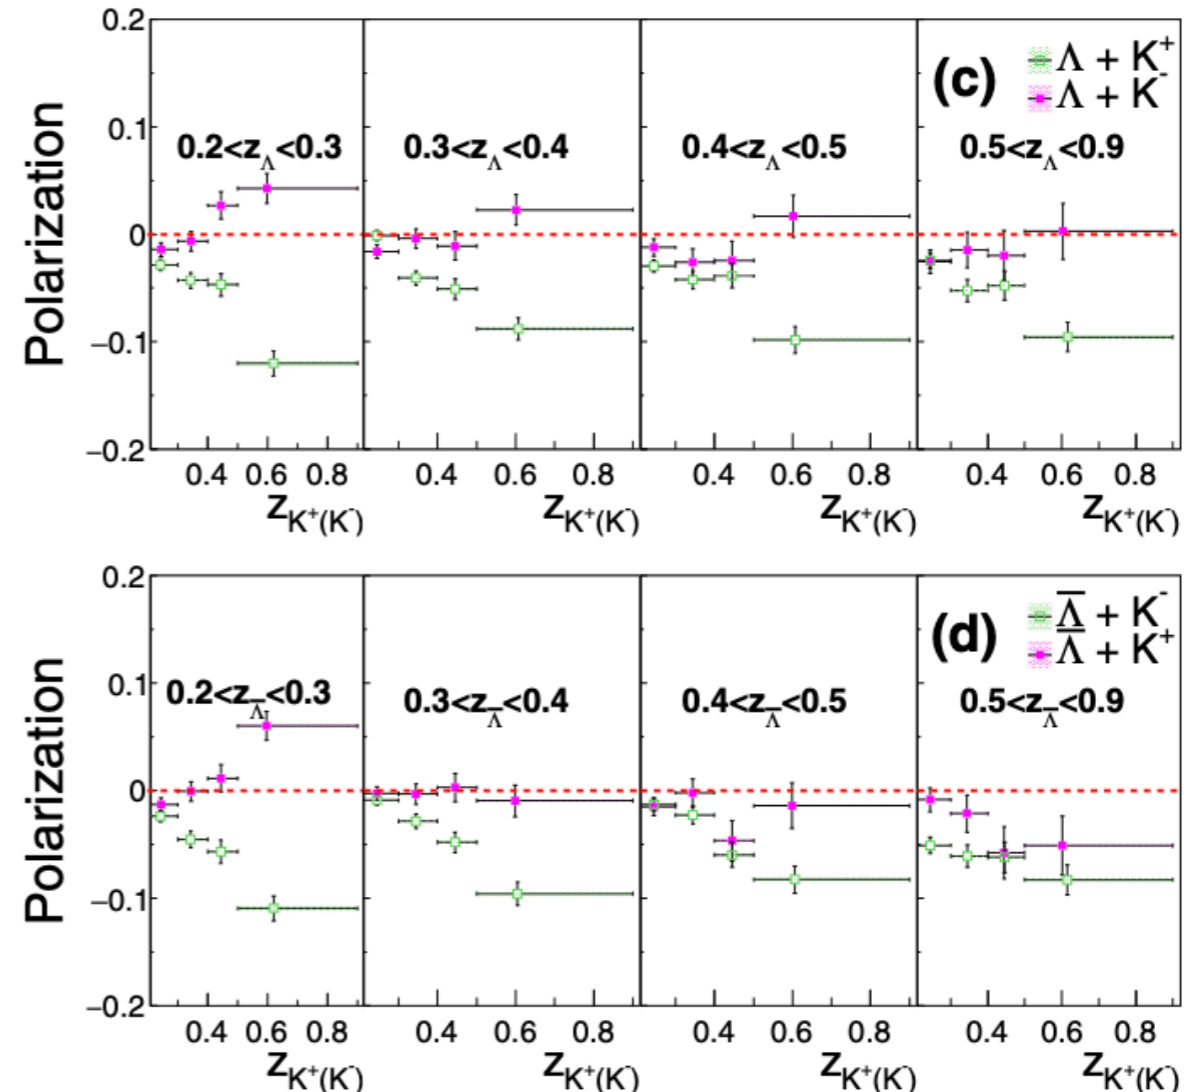 0.2
(c)
Λ + K⁺
Λ + K⁻
Polarization
0.1
0.2<z_Λ<0.3 0.3<z_Λ<0.4 0.4<z_Λ<0.5 0.5<z_Λ<0.9
0
−0.1
−0.2
0.4 0.6 0.8 0.4 0.6 0.8 0.4 0.6 0.8 0.4 0.6 0.8
z_K⁺(K⁻) z_K⁺(K⁻) z_K⁺(K⁻) z_K⁺(K⁻)
0.2
(d)
Λ̅ + K⁻
Λ̅ + K⁺
Polarization
0.1
0.2<z_Λ̅<0.3 0.3<z_Λ̅<0.4 0.4<z_Λ̅<0.5 0.5<z_Λ̅<0.9
0
−0.1
−0.2
0.4 0.6 0.8 0.4 0.6 0.8 0.4 0.6 0.8 0.4 0.6 0.8
z_K⁺(K⁻) z_K⁺(K⁻) z_K⁺(K⁻) z_K⁺(K⁻)